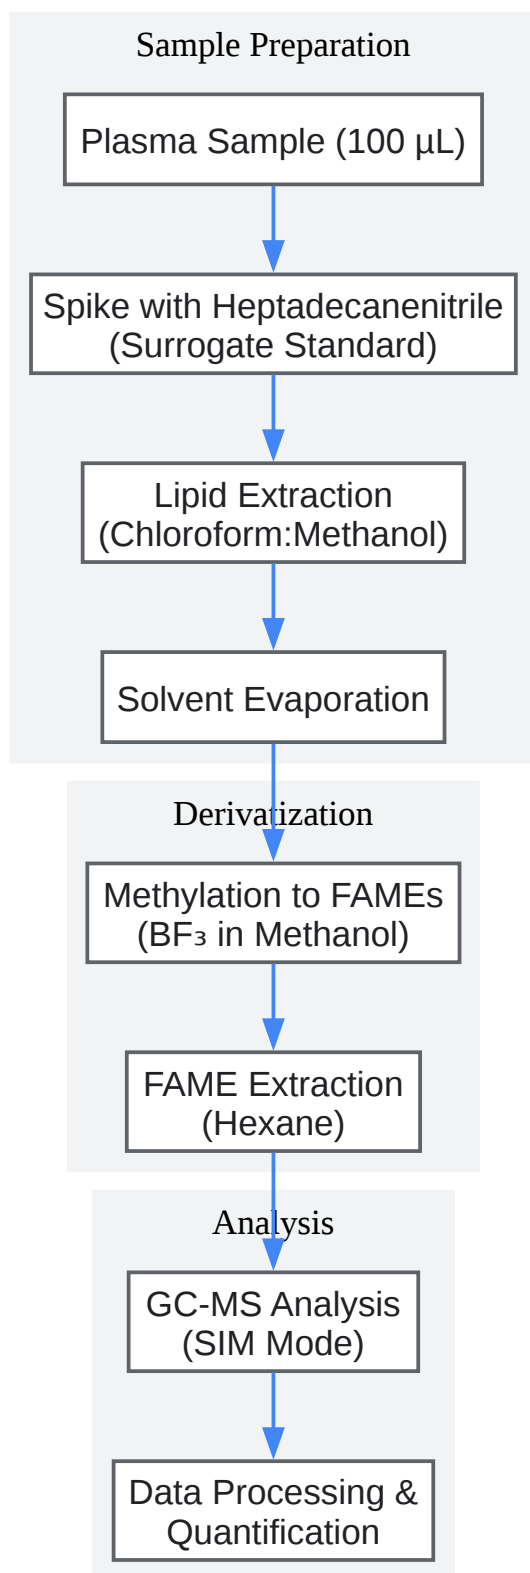 Sample Preparation
Plasma Sample (100 µL)
Spike with Heptadecanenitrile
(Surrogate Standard)
Lipid Extraction
(Chloroform:Methanol)
Solvent Evaporation
Derivatization
Methylation to FAMEs
(BF₃ in Methanol)
FAME Extraction
(Hexane)
Analysis
GC-MS Analysis
(SIM Mode)
Data Processing &
Quantification